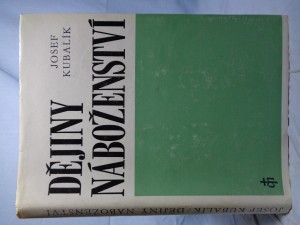 JOSEF
KUBALÍK
DĚJINY
NÁBOŽENSTVÍ
JOSEF KUBALÍK: DĚJINY NÁBOŽENSTVÍ